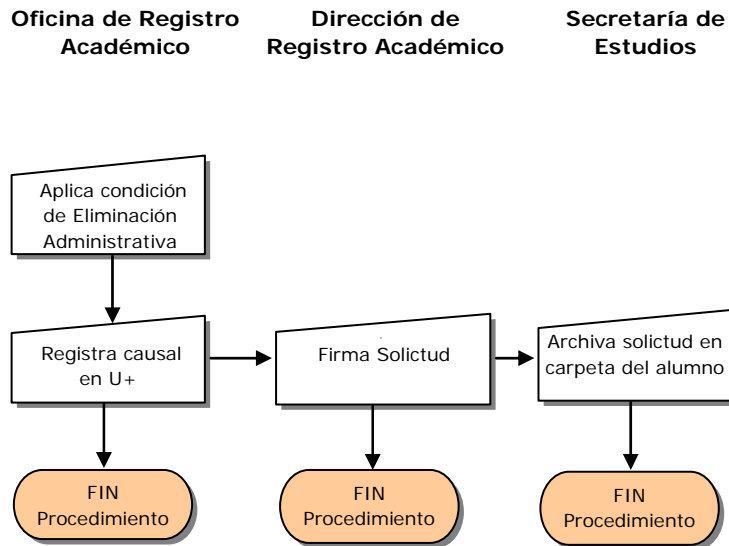 Oficina de Registro
Académico
Dirección de
Registro Académico
Secretaría de
Estudios
Aplica condición
de Eliminación
Administrativa
Registra causal
en U+
Firma Solictud
Archiva solictud en
carpeta del alumno
FIN
Procedimiento
FIN
Procedimiento
FIN
Procedimiento